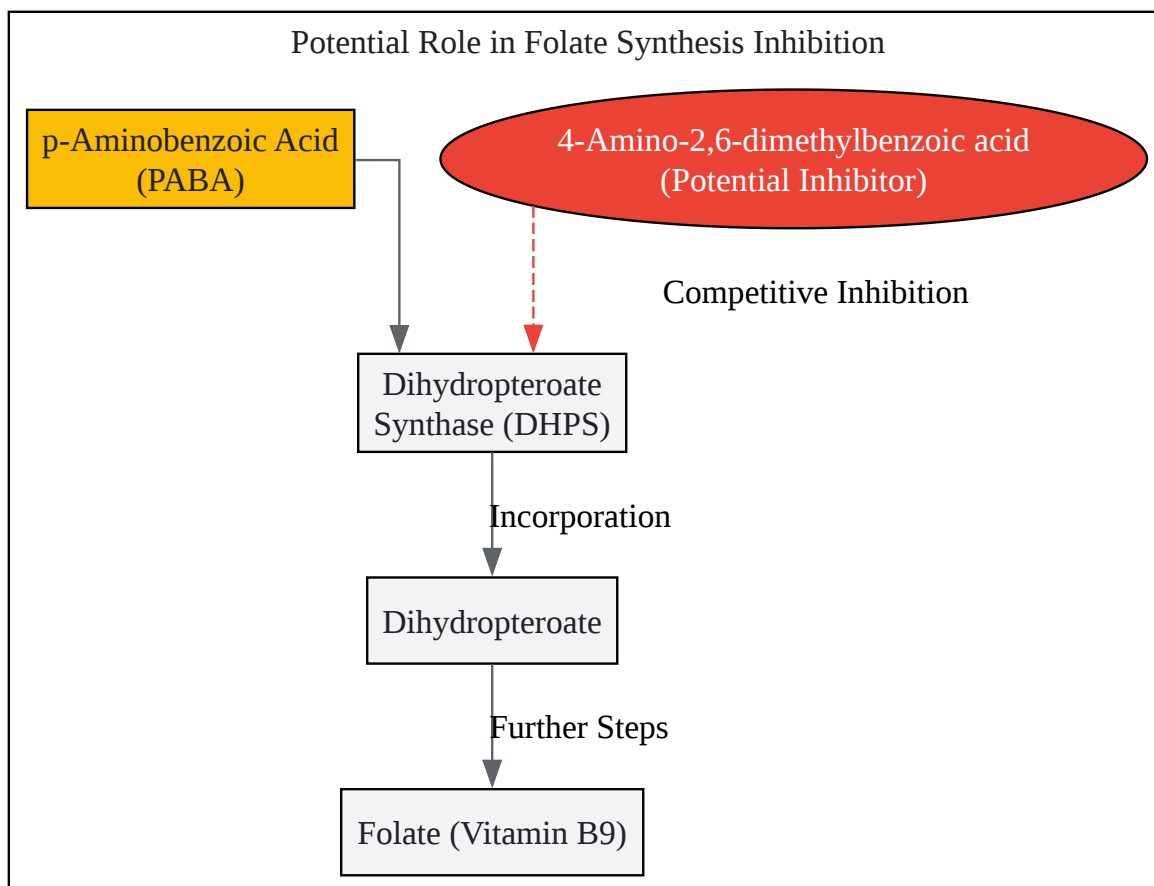 Potential Role in Folate Synthesis Inhibition
p-Aminobenzoic Acid
(PABA)
4-Amino-2,6-dimethylbenzoic acid
(Potential Inhibitor)
Competitive Inhibition
Dihydropteroate
Synthase (DHPS)
Incorporation
Dihydropteroate
Further Steps
Folate (Vitamin B9)